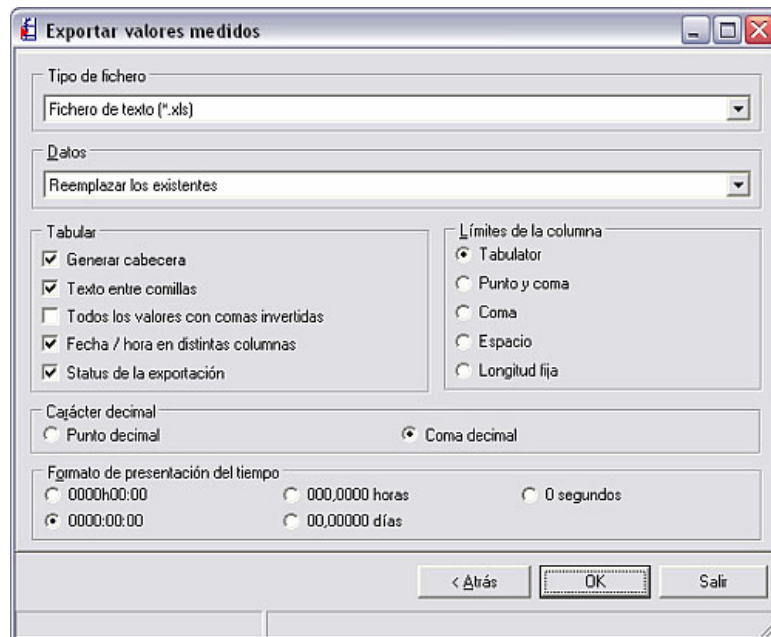 Exportar valores medidos
Tipo de fichero
Fichero de texto (*.xls)
Datos
Reemplazar los existentes
Tabular
Generar cabecera
Texto entre comillas
Todos los valores con comas invertidas
Fecha / hora en distintas columnas
Status de la exportación
Límites de la columna
Tabulator
Punto y coma
Coma
Espacio
Longitud fija
Carácter decimal
Punto decimal
Coma decimal
Formato de presentación del tiempo
0000h00:00
000,0000 horas
0 segundos
0000:00:00
00,00000 días
< Atrás
OK
Salir